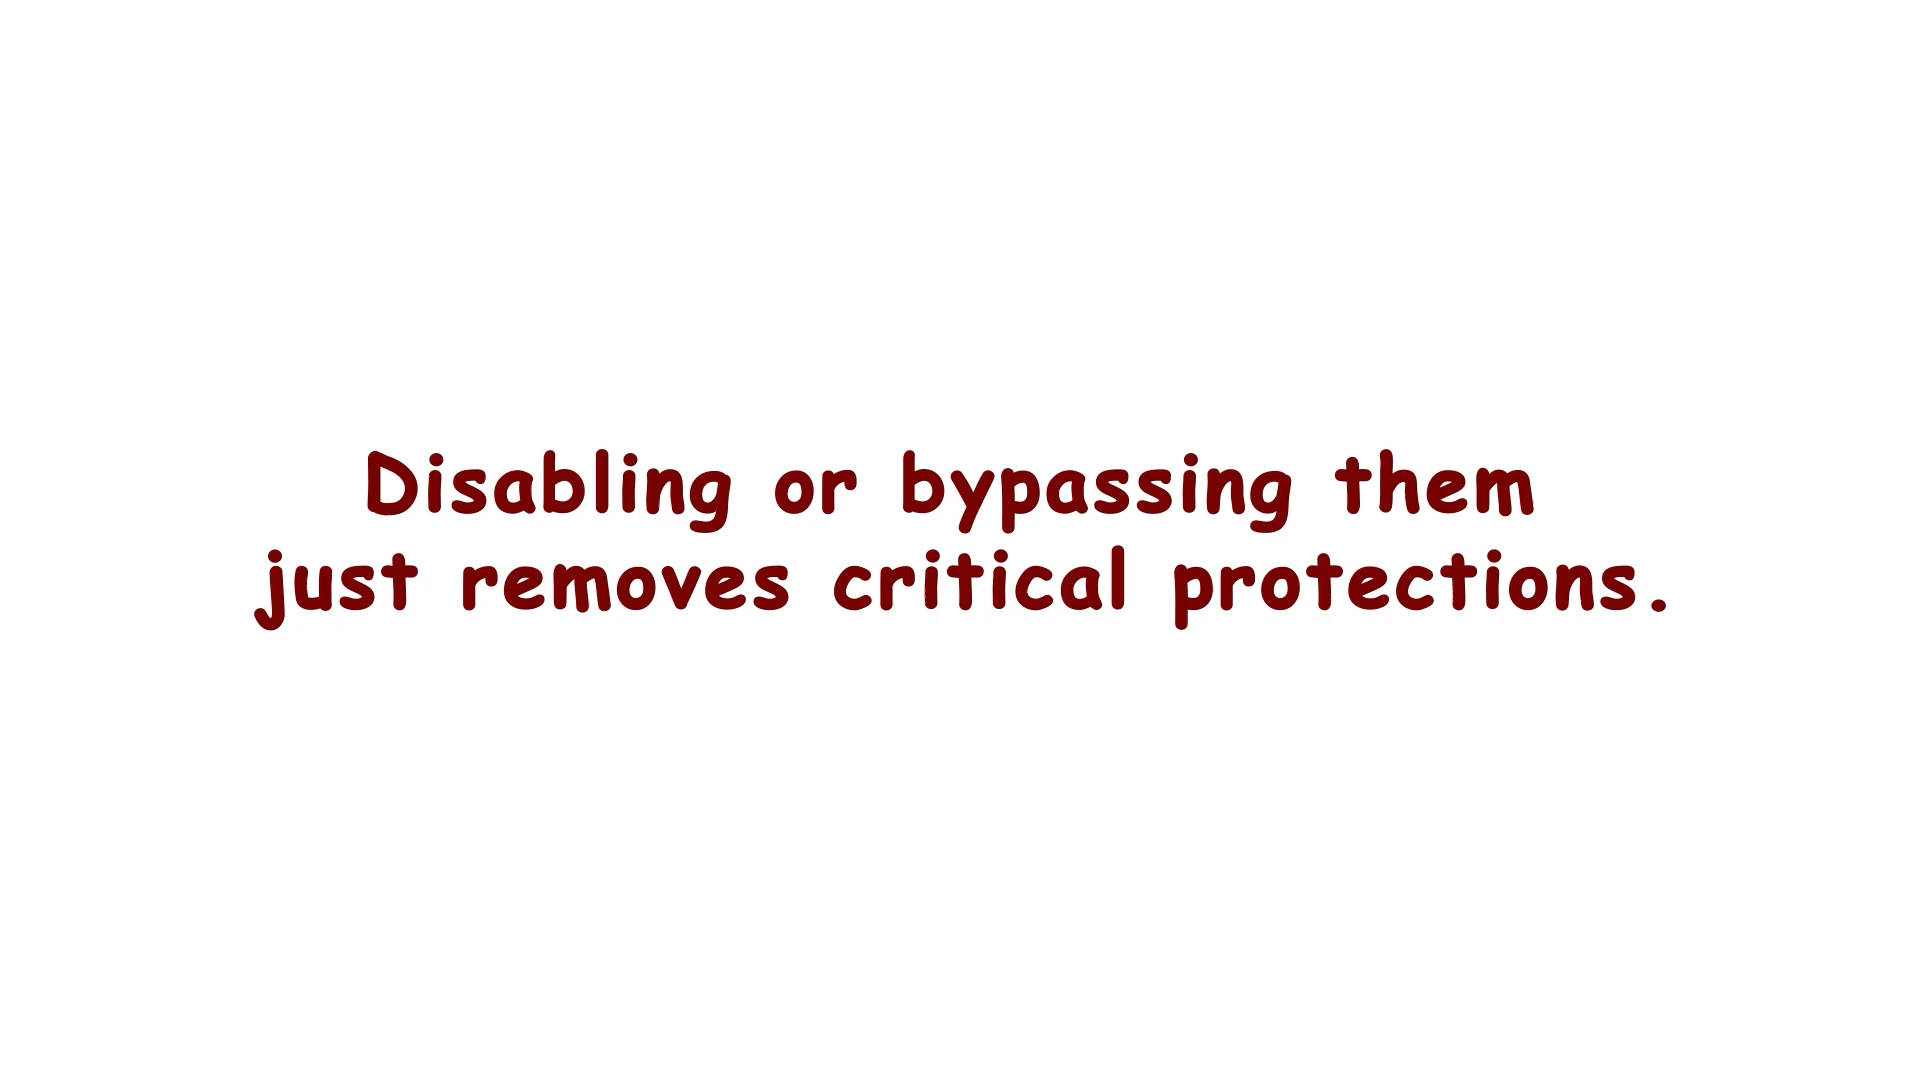 Disabling or bypassing them
just removes critical protections.